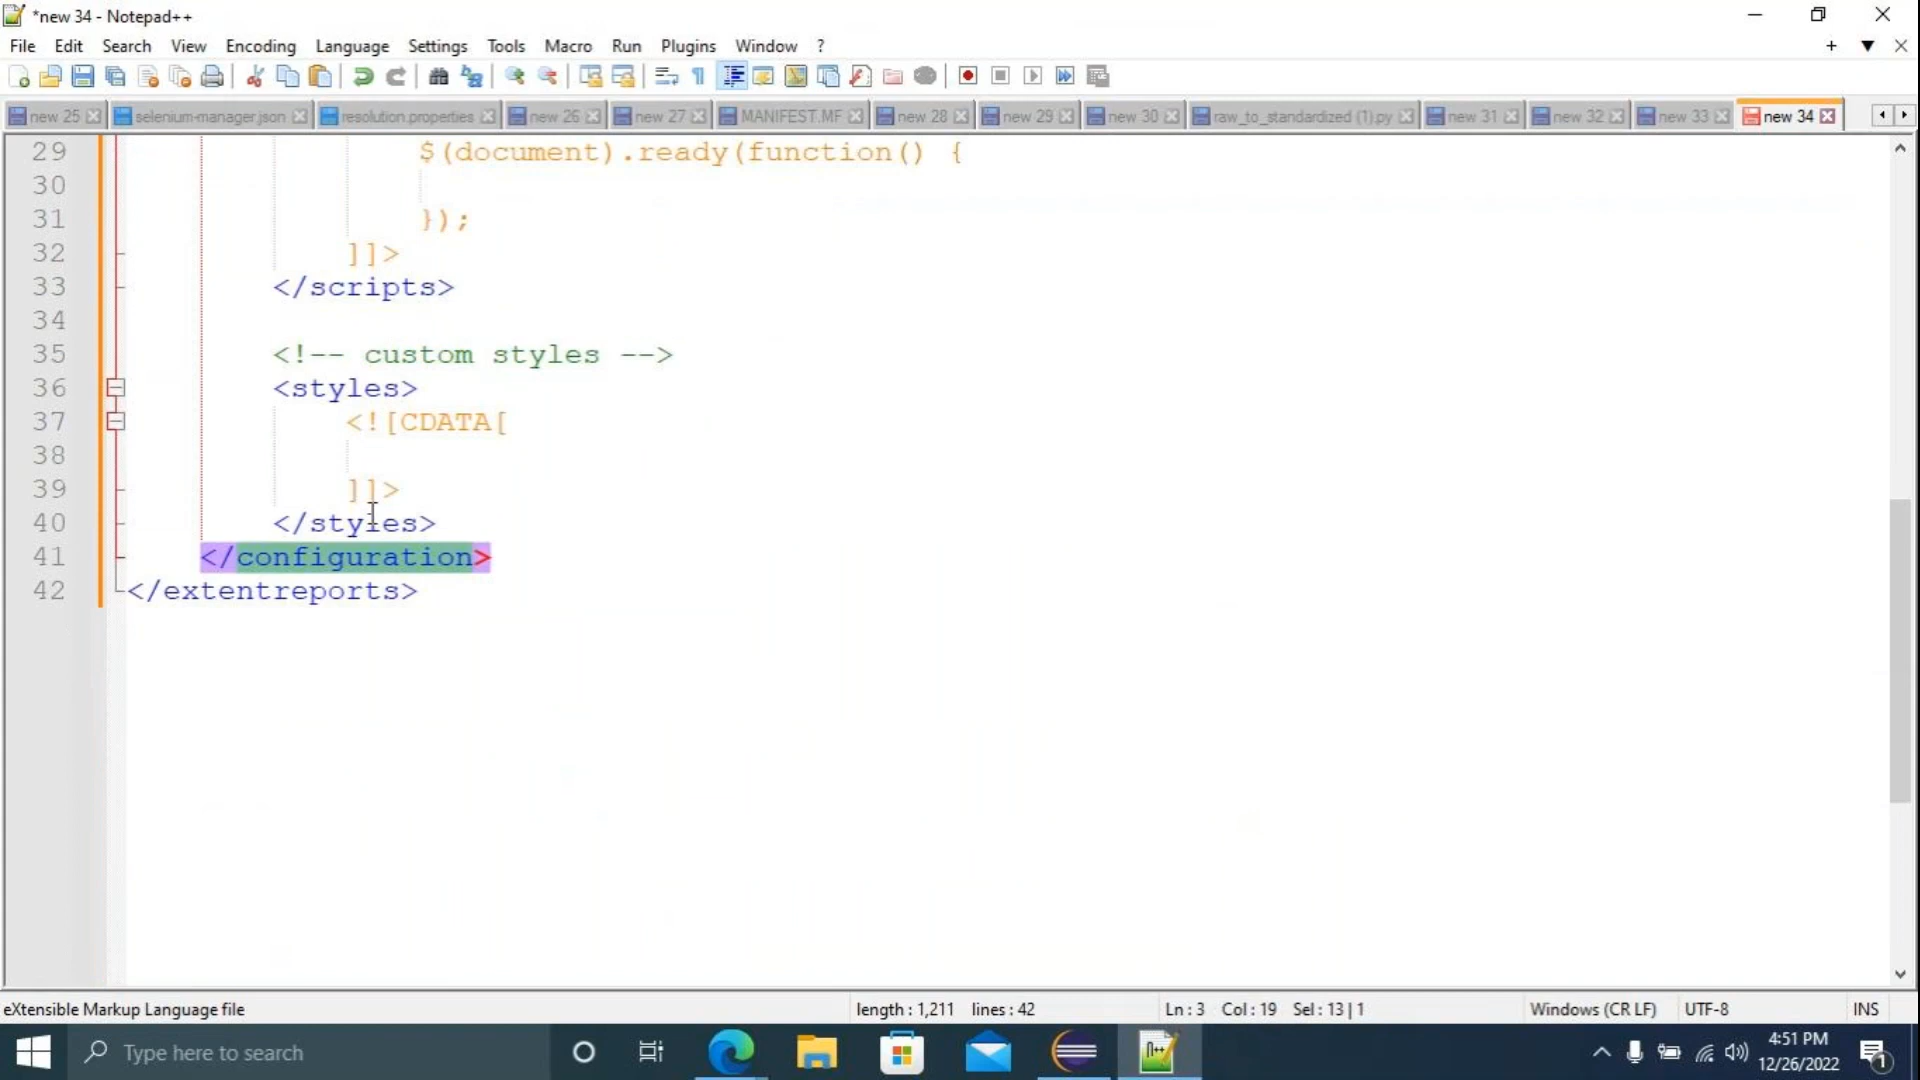 *new 34 - Notepad++
File Edit Search View Encoding Language Settings Tools Macro Run Plugins Window ?
new 25 selenium-manager.json resolution.properties new 26 new 27 MANIFEST.MF new 28 new 29 new 30 raw_to_standardized (1).py new 31 new 32 new 33 new 34
29 $(document).ready(function() {
30
31 });
32 ]]>
33 </scripts>
34
35 <!-- custom styles -->
36 <styles>
37 <![CDATA[
38
39 ]]>
40 </styles>
41 </configuration>
42 </extentreports>
eXtensible Markup Language file length : 1,211 lines : 42 Ln : 3 Col : 19 Sel : 13 | 1 Windows (CR LF) UTF-8 INS
Type here to search
4:51 PM
12/26/2022
1